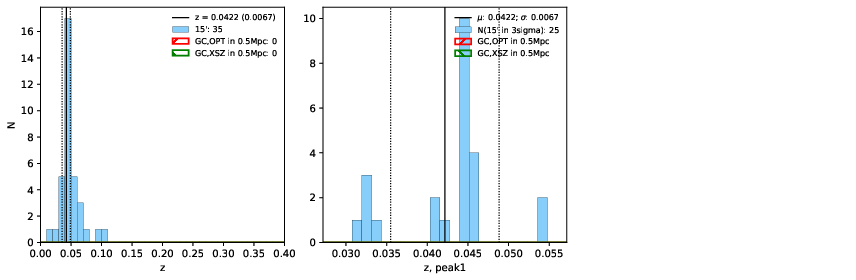 z = 0.0422 (0.0067)
15': 35
GC,OPT in 0.5Mpc: 0
GC,XSZ in 0.5Mpc: 0
N
16
14
12
10
8
6
4
2
0
0.00 0.05 0.10 0.15 0.20 0.25 0.30 0.35 0.40
z
μ: 0.0422; σ: 0.0067
N(15' in 3sigma): 25
GC,OPT in 0.5Mpc
GC,XSZ in 0.5Mpc
10
8
6
4
2
0
0.030 0.035 0.040 0.045 0.050 0.055
z, peak1